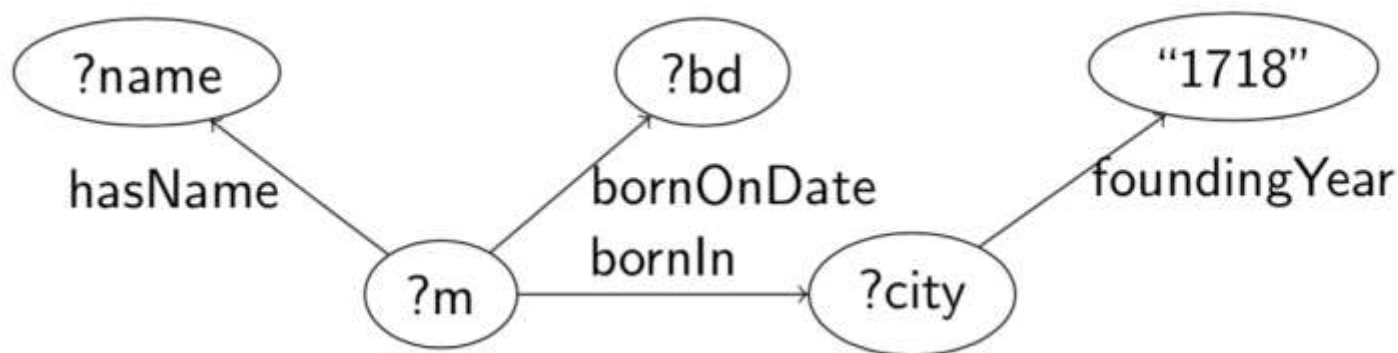 ?name
?bd
“1718”
hasName
bornOnDate
foundingYear
bornIn
?m
?city